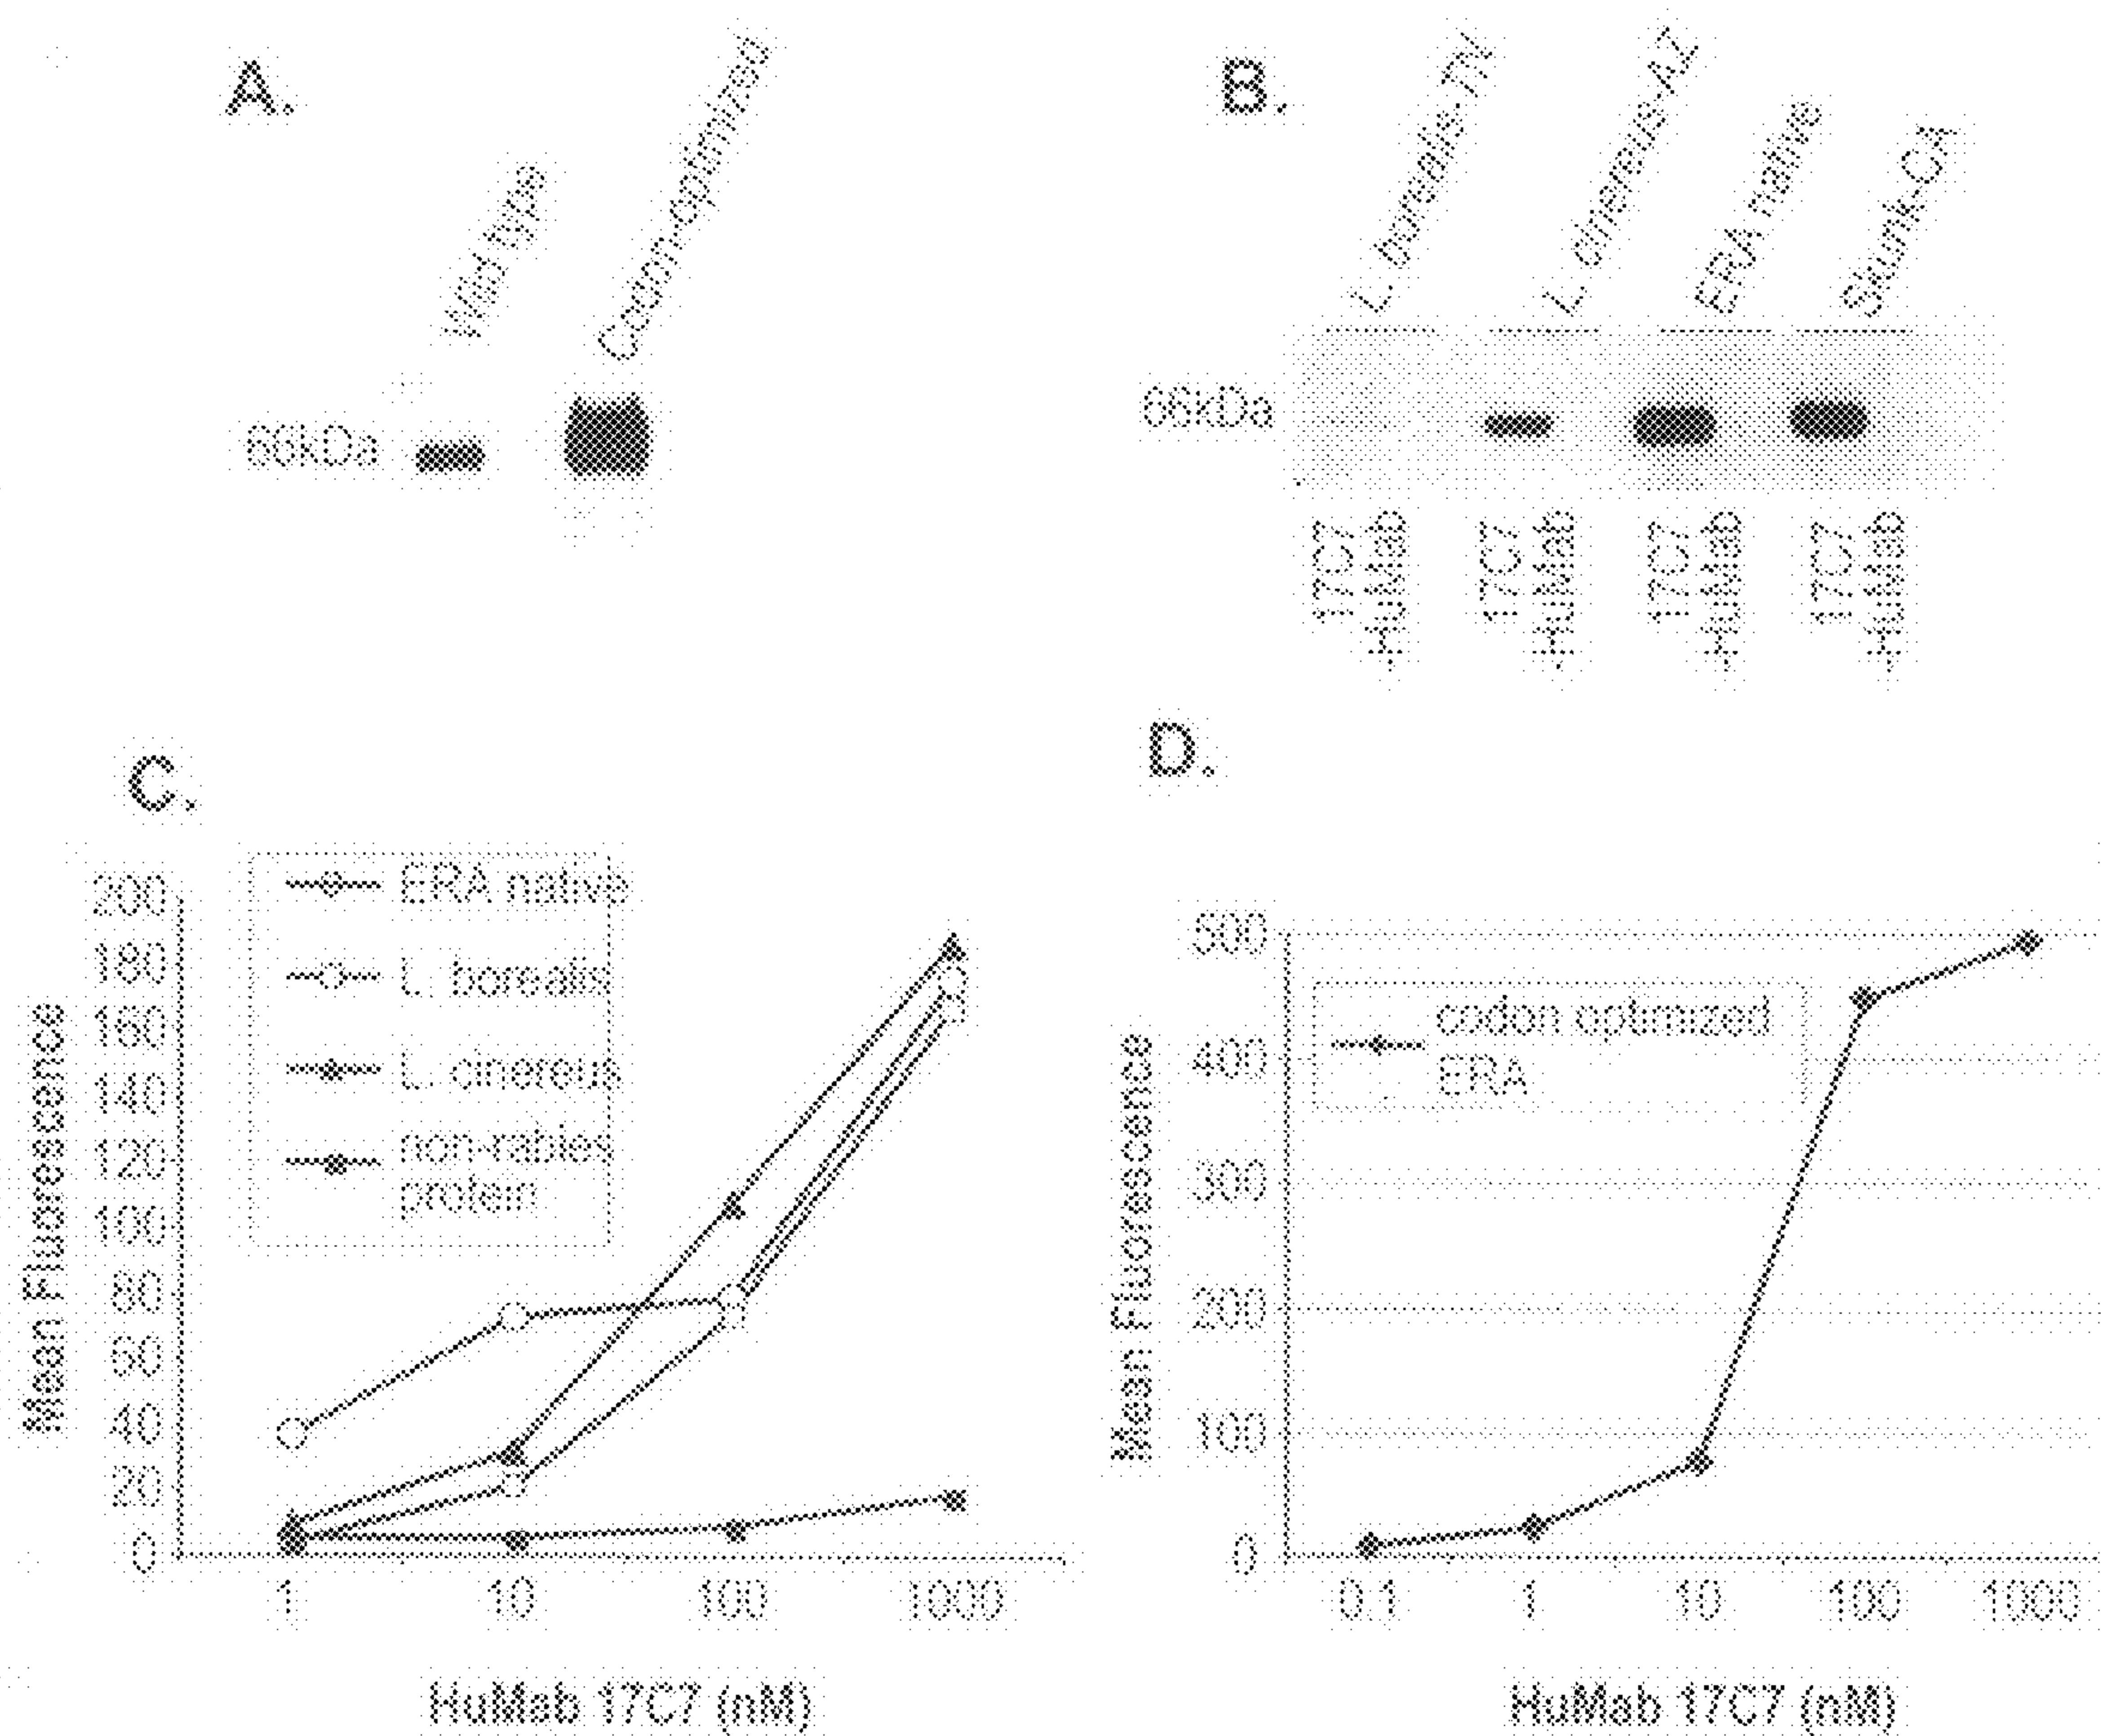 A.
Wild type
Codon-optimized
66kDa
B.
L. borealis-TN
L. cinereus-AZ
ERA native
Skunk-CA
66kDa
17C7
HuMab
17C7
HuMab
17C7
HuMab
17C7
HuMab
C.
ERA native
L. borealis
L. cinereus
non-rabies
protein
Mean Fluorescence
200
180
160
140
120
100
80
60
40
20
0
1 10 100 1000
HuMab 17C7 (nM)
D.
codon optimized
ERA
Mean Fluorescence
500
400
300
200
100
0
0.1 1 10 100 1000
HuMab 17C7 (nM)